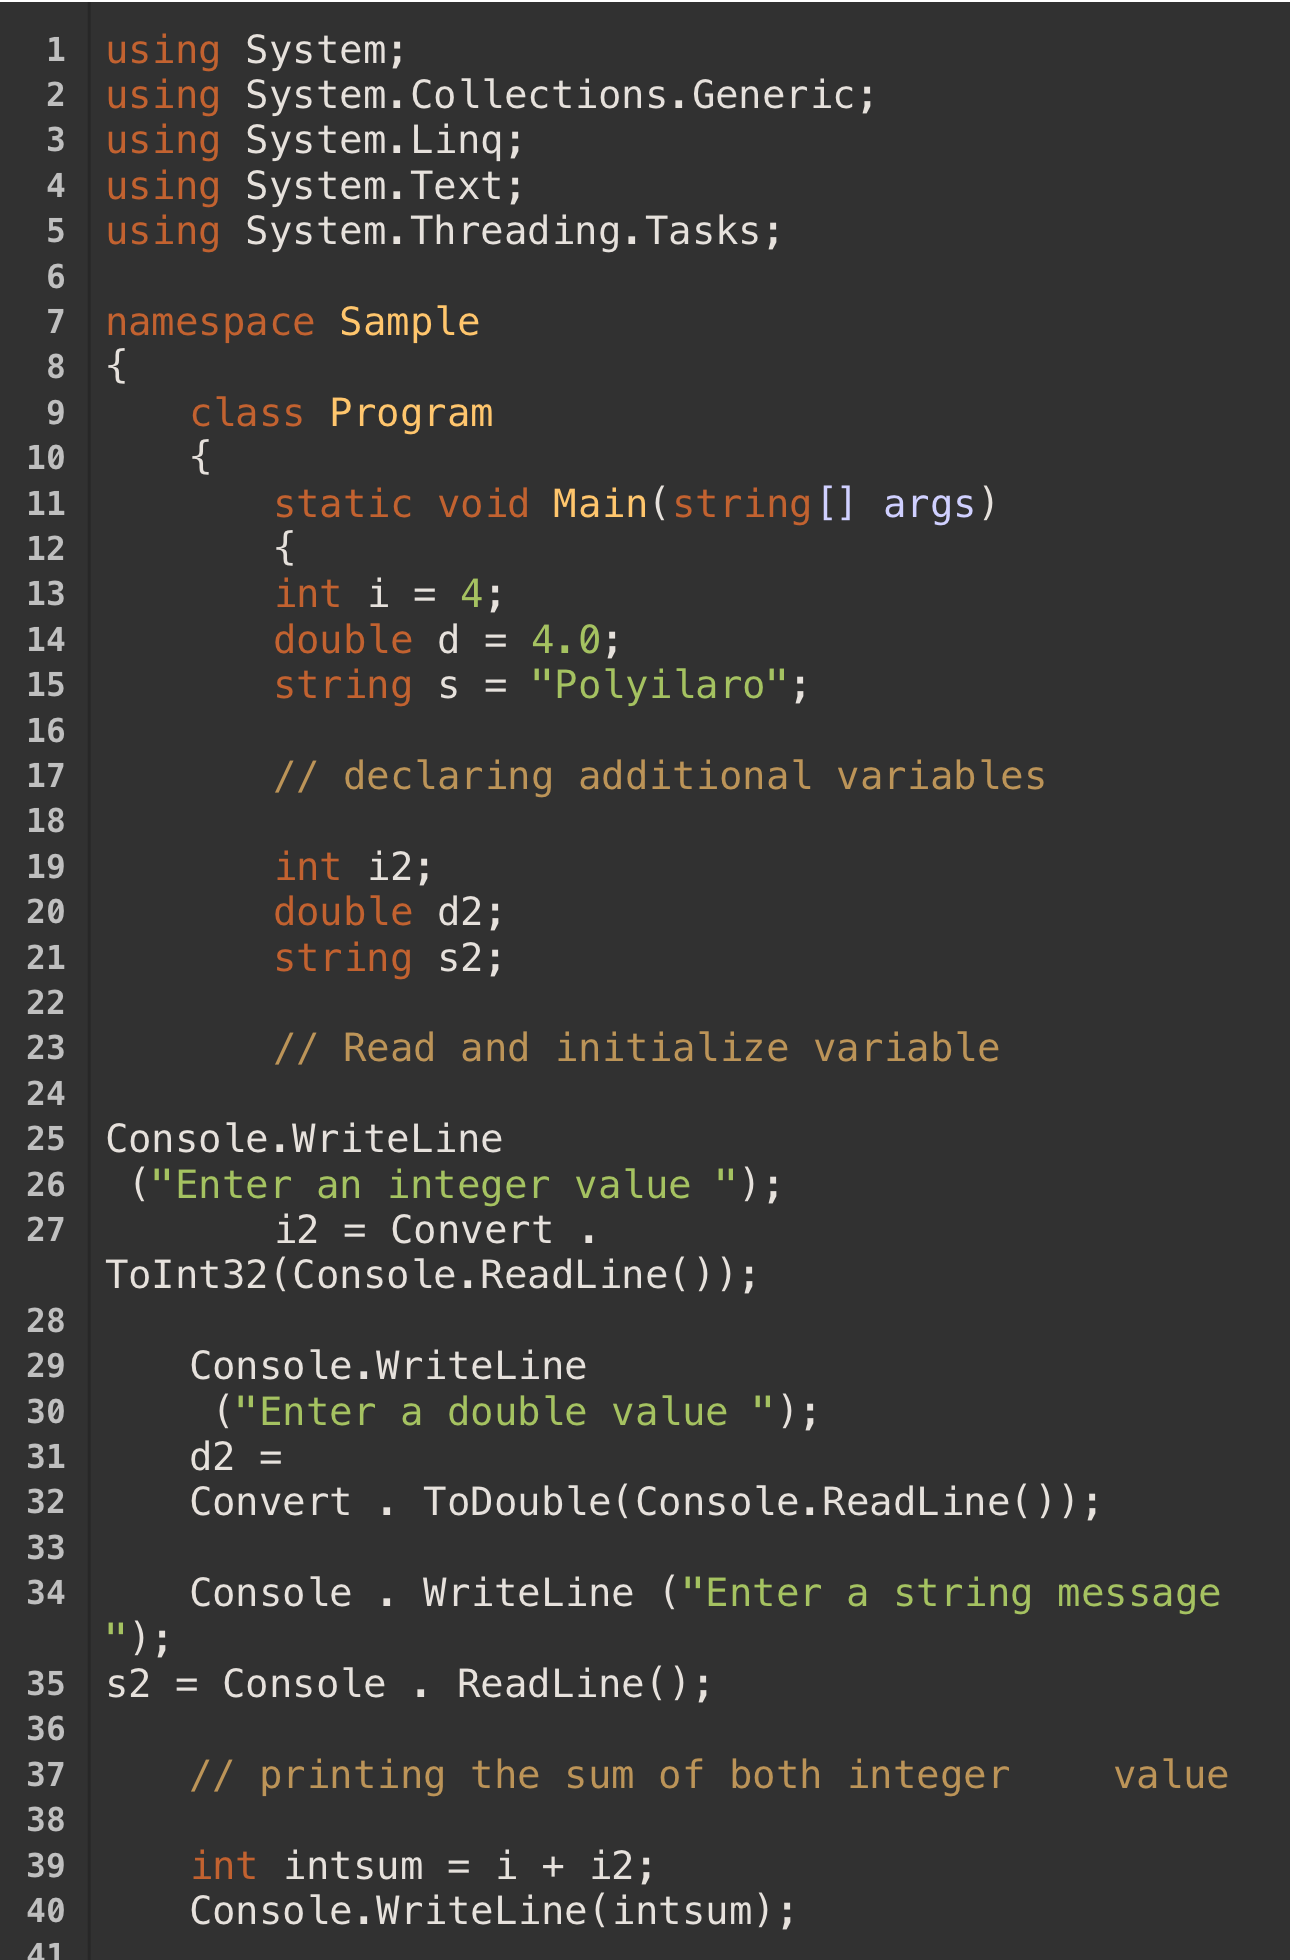 1 using System;
2 using System.Collections.Generic;
3 using System.Linq;
4 using System.Text;
5 using System.Threading.Tasks;
6
7 namespace Sample
8 {
9 class Program
10 {
11 static void Main(string[] args)
12 {
13 int i = 4;
14 double d = 4.0;
15 string s = "Polyilaro";
16
17 // declaring additional variables
18
19 int i2;
20 double d2;
21 string s2;
22
23 // Read and initialize variable
24
25 Console.WriteLine
26 ("Enter an integer value ");
27 i2 = Convert .
ToInt32(Console.ReadLine());
28
29 Console.WriteLine
30 ("Enter a double value ");
31 d2 =
32 Convert . ToDouble(Console.ReadLine());
33
34 Console . WriteLine ("Enter a string message
");
35 s2 = Console . ReadLine();
36
37 // printing the sum of both integer    value
38
39 int intsum = i + i2;
40 Console.WriteLine(intsum);
41